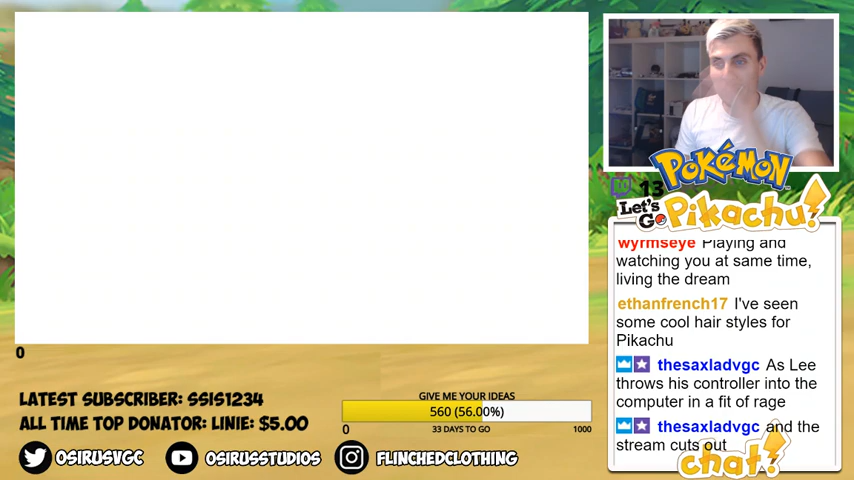 POKéMON
13
Let's Go Pikachu!
wyrmseye Playing and
watching you at same time,
living the dream
ethanfrench17 I've seen
some cool hair styles for
Pikachu
thesaxladvgc As Lee
throws his controller into the
computer in a fit of rage
thesaxladvgc and the
stream cuts out
chat!
0
LATEST SUBSCRIBER: SSIS1234
ALL TIME TOP DONATOR: LINIE: $5.00
GIVE ME YOUR IDEAS
560 (56.00%)
0 33 DAYS TO GO 1000
OSIRUSVGC OSIRUSSTUDIOS FLINCHEDCLOTHING